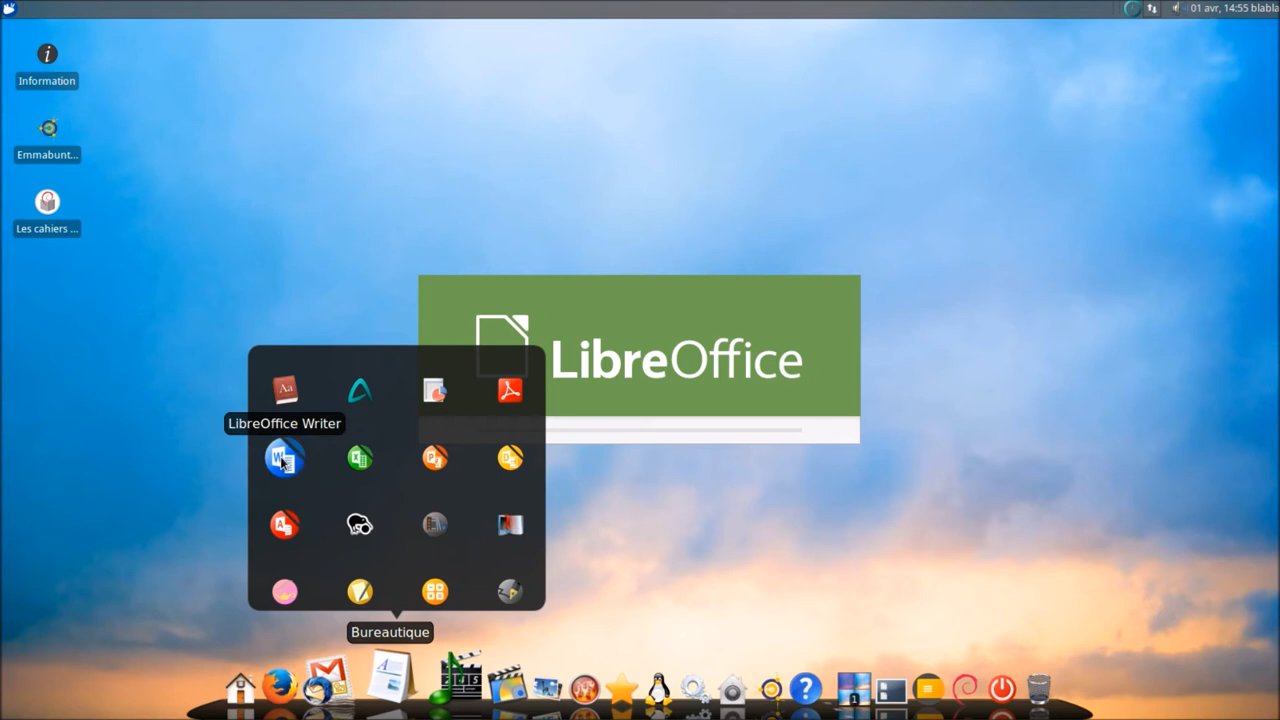 01 avr, 14:55 blabla
Information
Emmabunt...
Les cahiers ...
LibreOffice
LibreOffice Writer
Bureautique